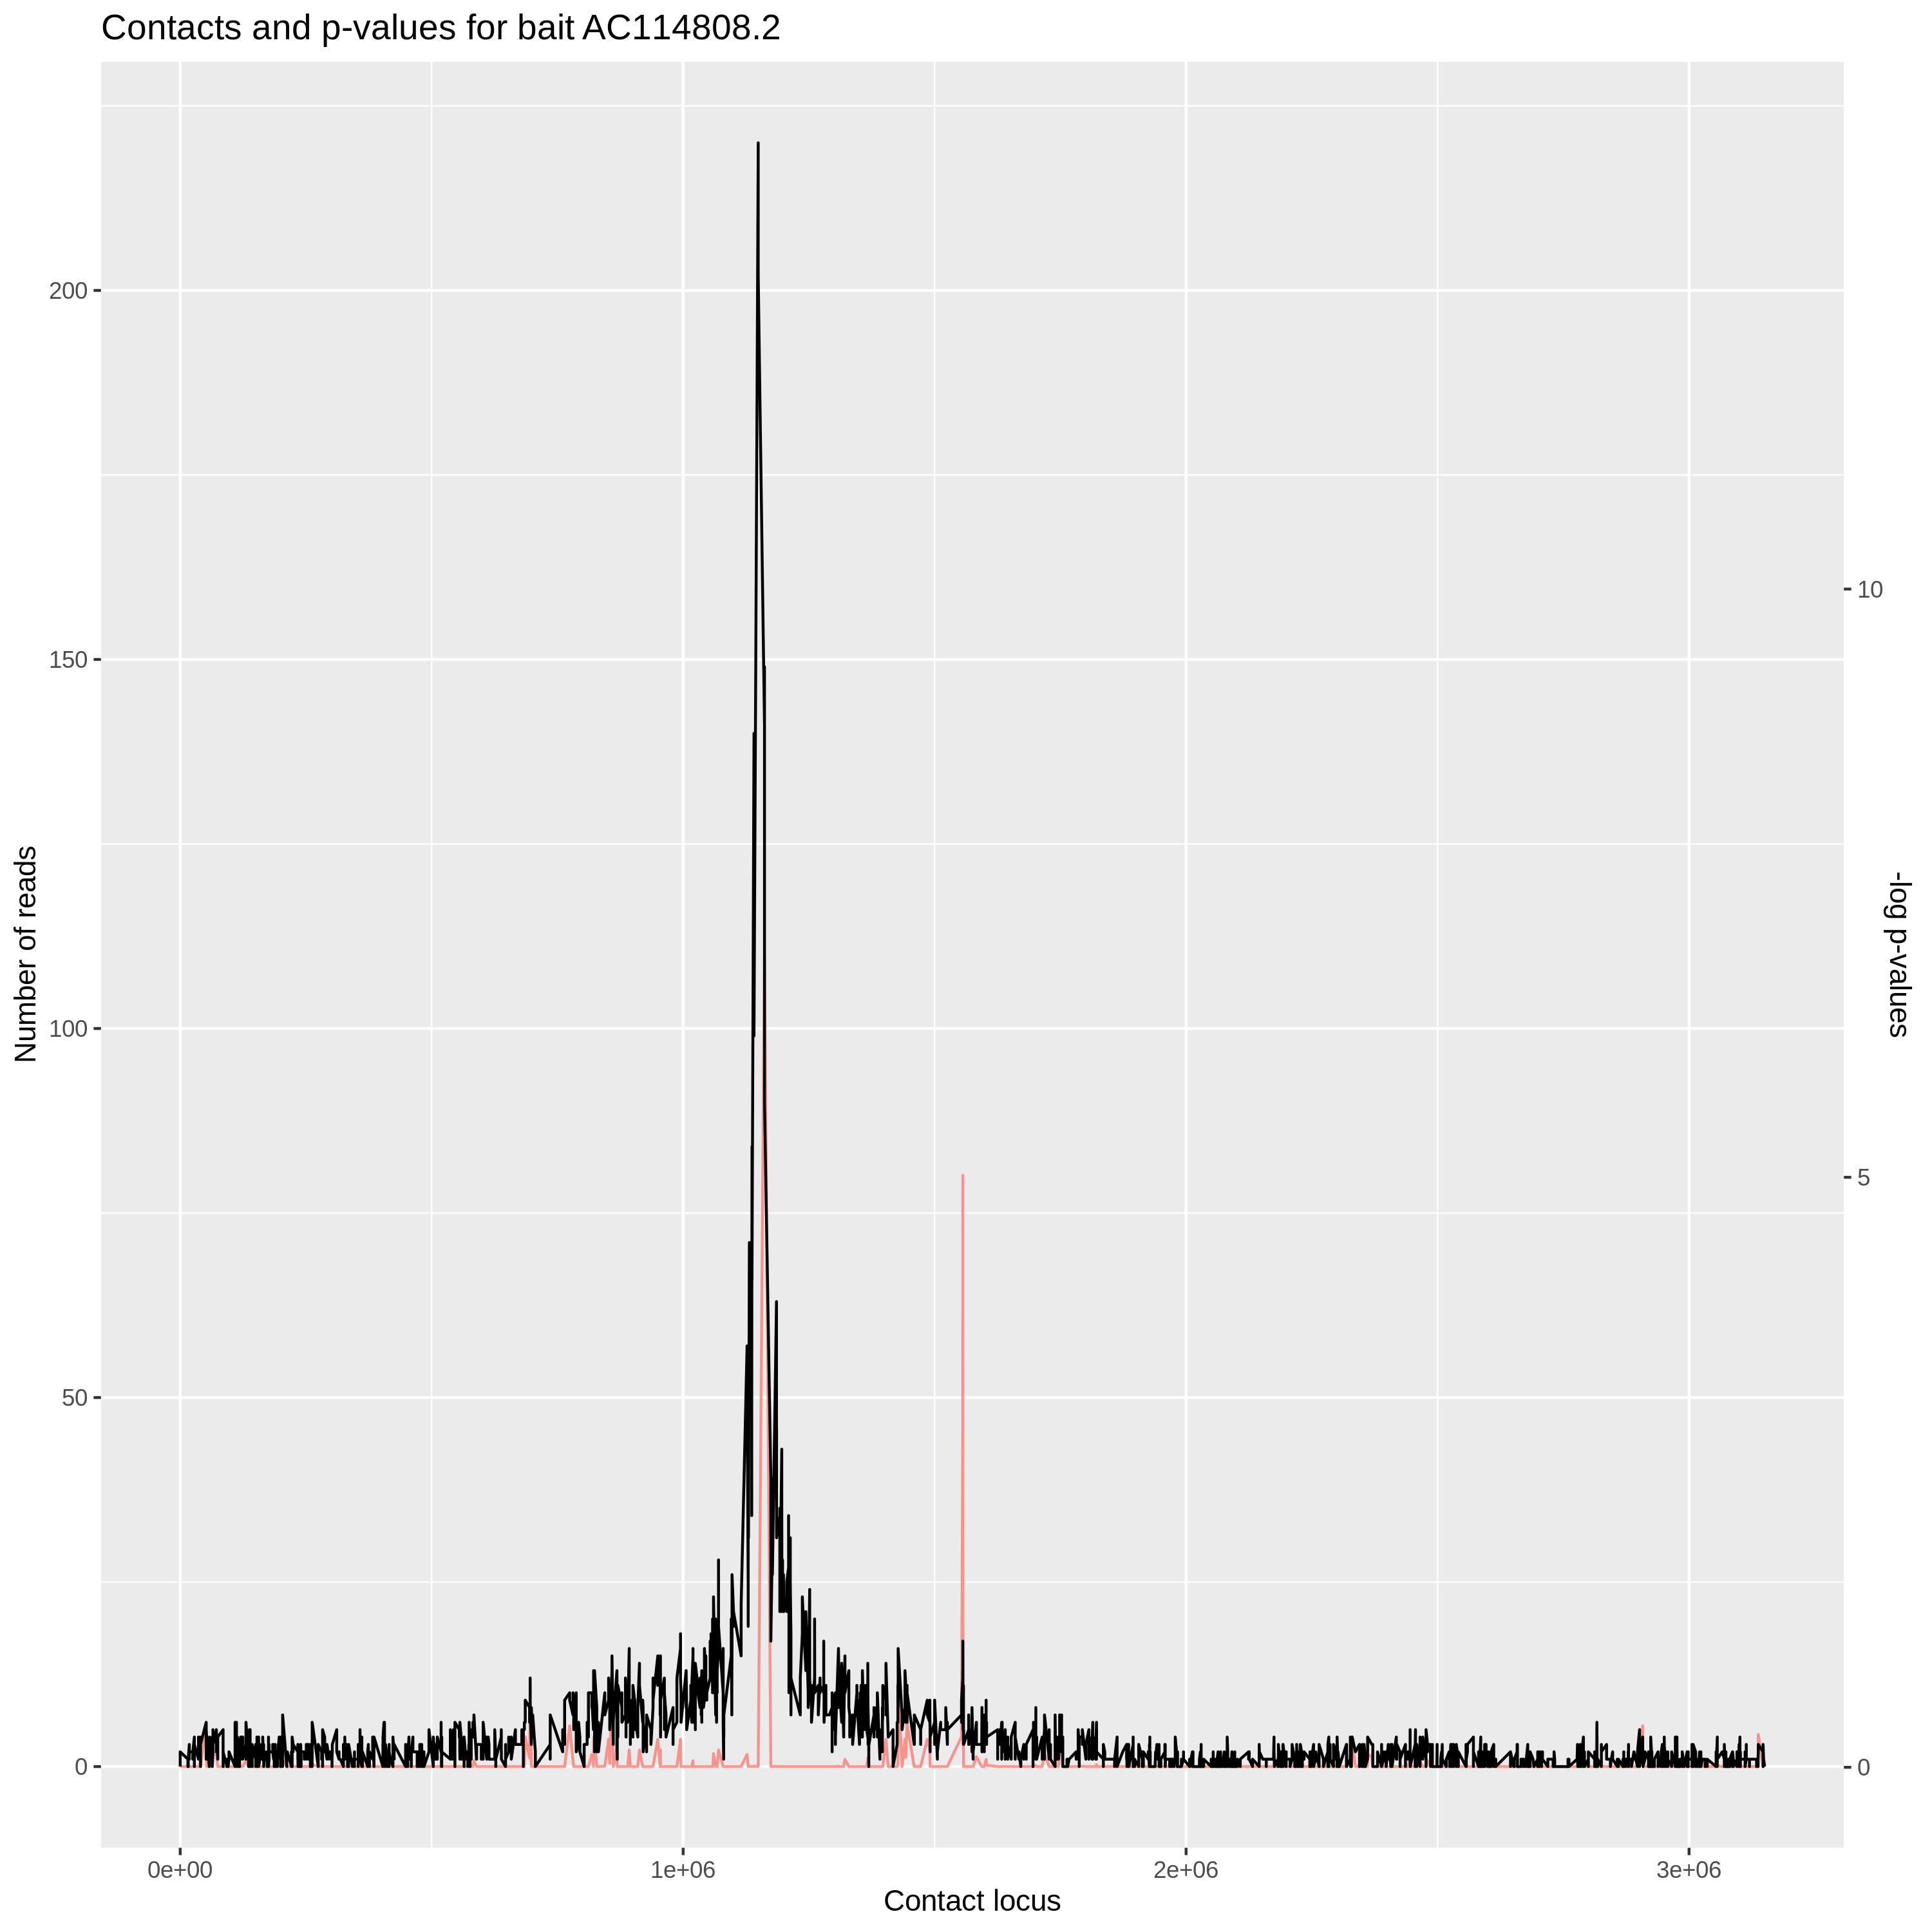 Contacts and p-values for bait AC114808.2
Number of reads
200
150
100
50
0
10
5
0
-log p-values
0e+00
1e+06
2e+06
3e+06
Contact locus